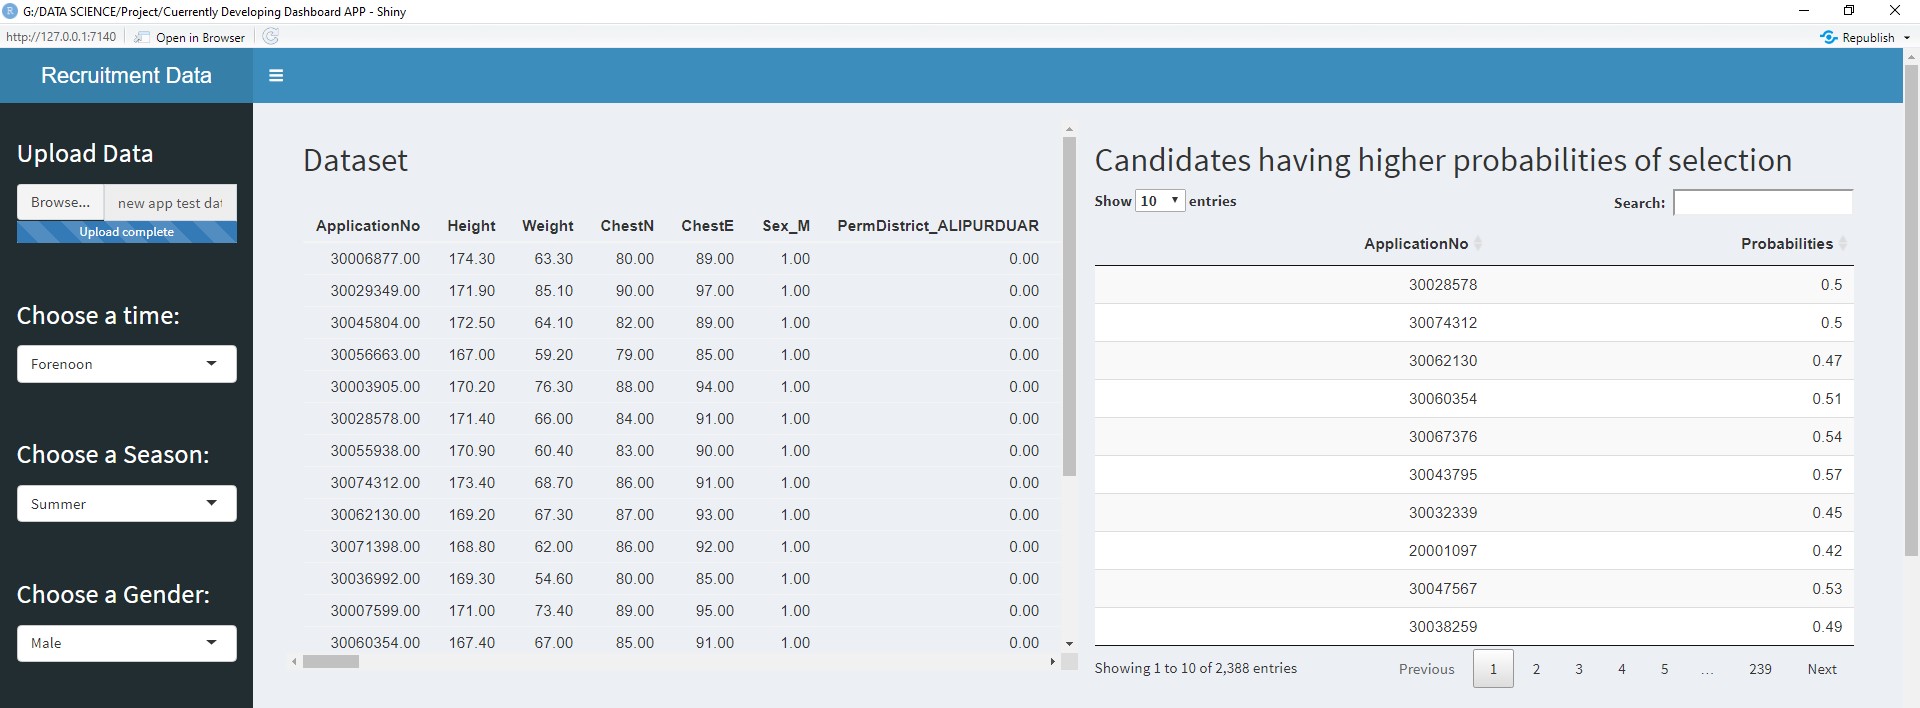 G:/DATA SCIENCE/Project/Cuerrently Developing Dashboard APP - Shiny
http://127.0.0.1:7140 Open in Browser Republish
Recruitment Data
Upload Data
Browse... new app test dat
Upload complete
Choose a time:
Forenoon
Choose a Season:
Summer
Choose a Gender:
Male
Dataset
ApplicationNo Height Weight ChestN ChestE Sex_M PermDistrict_ALIPURDUAR
30006877.00 174.30 63.30 80.00 89.00 1.00 0.00
30029349.00 171.90 85.10 90.00 97.00 1.00 0.00
30045804.00 172.50 64.10 82.00 89.00 1.00 0.00
30056663.00 167.00 59.20 79.00 85.00 1.00 0.00
30003905.00 170.20 76.30 88.00 94.00 1.00 0.00
30028578.00 171.40 66.00 84.00 91.00 1.00 0.00
30055938.00 170.90 60.40 83.00 90.00 1.00 0.00
30074312.00 173.40 68.70 86.00 91.00 1.00 0.00
30062130.00 169.20 67.30 87.00 93.00 1.00 0.00
30071398.00 168.80 62.00 86.00 92.00 1.00 0.00
30036992.00 169.30 54.60 80.00 85.00 1.00 0.00
30007599.00 171.00 73.40 89.00 95.00 1.00 0.00
30060354.00 167.40 67.00 85.00 91.00 1.00 0.00
Candidates having higher probabilities of selection
Show 10 entries Search:
ApplicationNo Probabilities
30028578 0.5
30074312 0.5
30062130 0.47
30060354 0.51
30067376 0.54
30043795 0.57
30032339 0.45
20001097 0.42
30047567 0.53
30038259 0.49
Showing 1 to 10 of 2,388 entries Previous 1 2 3 4 5 … 239 Next